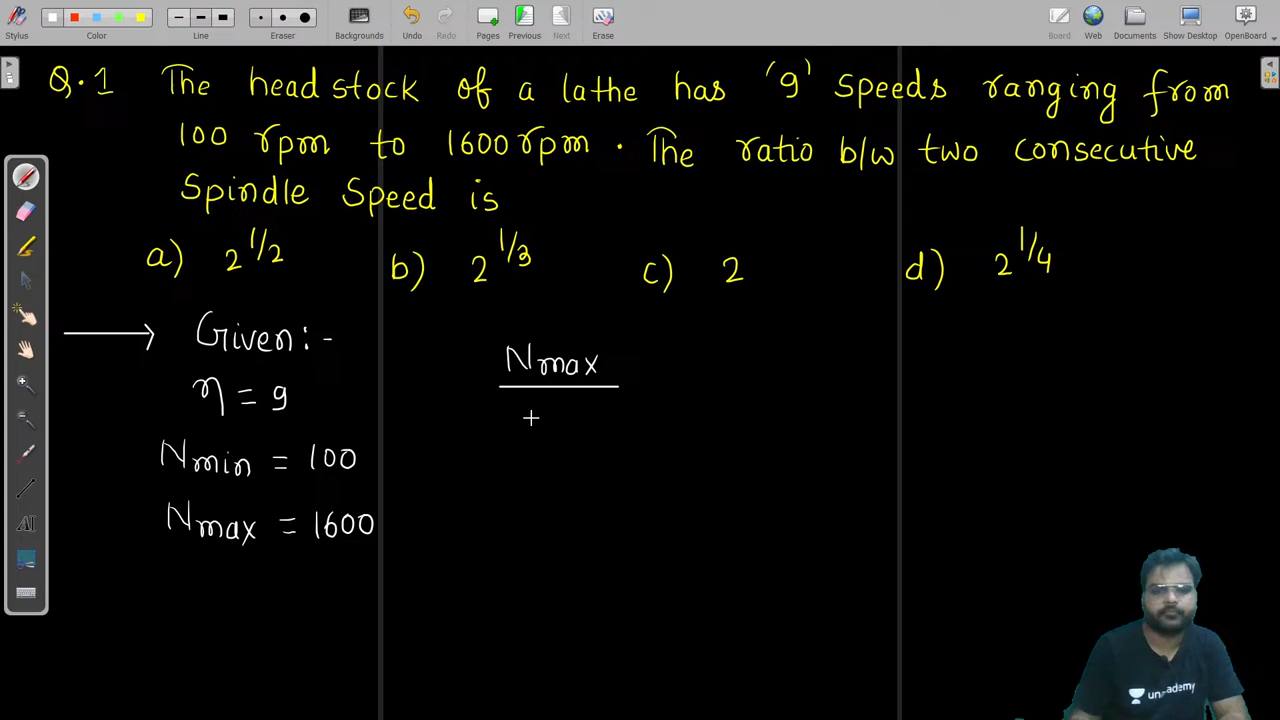 Stylus Color Line Eraser Backgrounds Undo Redo Pages Previous Next Erase Board Web Documents Show Desktop OpenBoard
Q.1 The head stock of a lathe has '9' speeds ranging from
100 rpm to 1600 rpm. The ratio b/w two consecutive
Spindle Speed is
a) 2^1/2 b) 2^1/3 c) 2 d) 2^1/4
Given:-
η = 9
Nmin = 100
Nmax = 1600
Nmax
unacademy